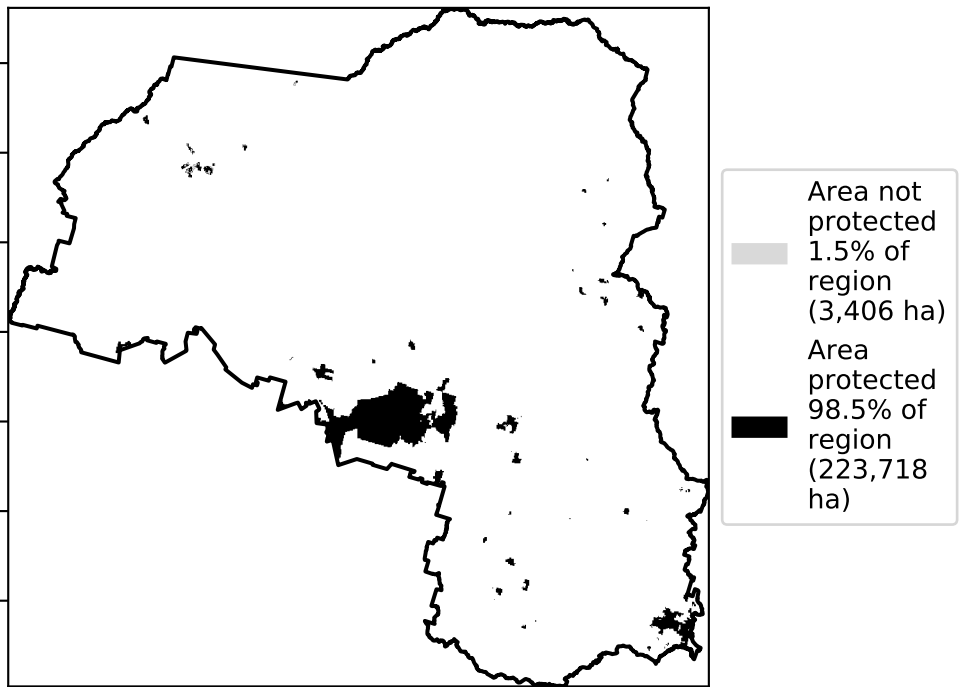 Area not
protected
1.5% of
region
(3,406 ha)
Area
protected
98.5% of
region
(223,718
ha)